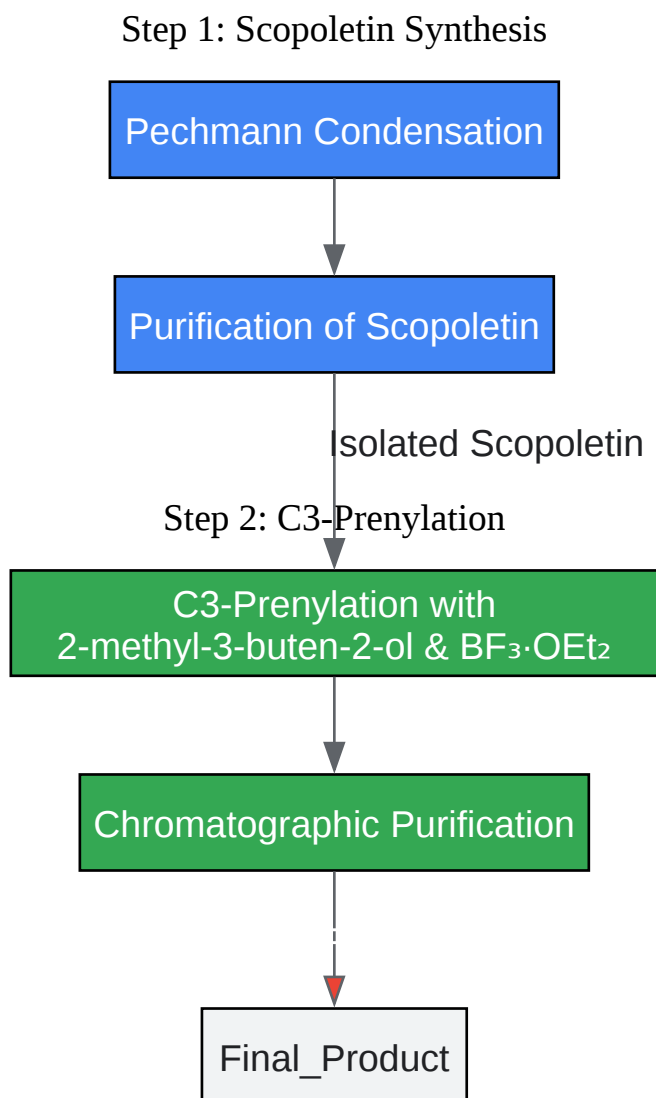 Step 1: Scopoletin Synthesis
Pechmann Condensation
Purification of Scopoletin
Isolated Scopoletin
Step 2: C3-Prenylation
C3-Prenylation with
2-methyl-3-buten-2-ol & BF₃·OEt₂
Chromatographic Purification
Final_Product